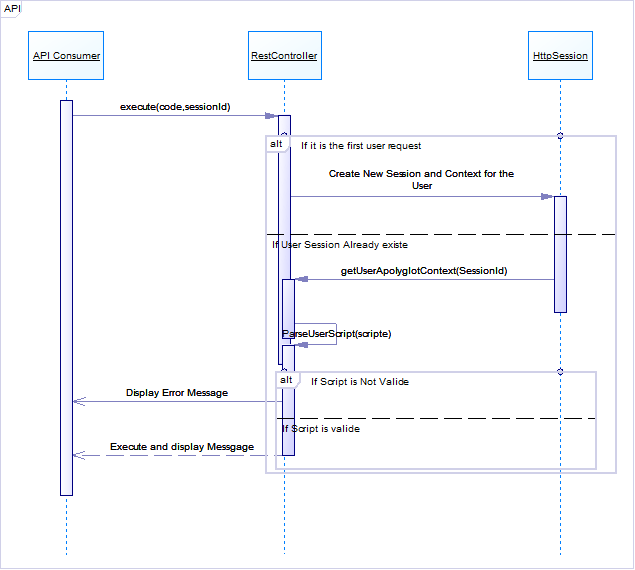 API
API Consumer
RestController
HttpSession
execute(code,sessionId)
alt
If it is the first user request
Create New Session and Context for the
User
If User Session Already existe
getUserApolyglotContext(SessionId)
ParseUserScript(scripte)
alt
If Script is Not Valide
Display Error Message
If Script is valide
Execute and display Messgage